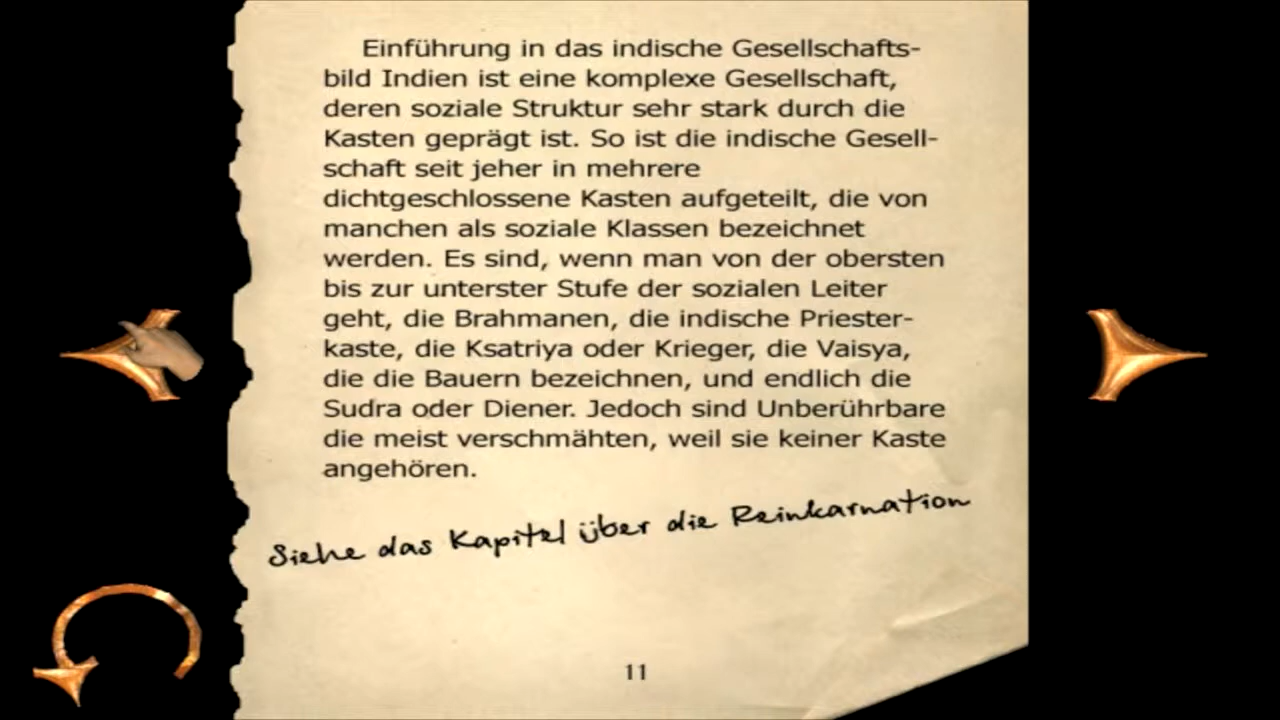 Einführung in das indische Gesellschafts-
bild Indien ist eine komplexe Gesellschaft,
deren soziale Struktur sehr stark durch die
Kasten geprägt ist. So ist die indische Gesell-
schaft seit jeher in mehrere
dichtgeschlossene Kasten aufgeteilt, die von
manchen als soziale Klassen bezeichnet
werden. Es sind, wenn man von der obersten
bis zur unterster Stufe der sozialen Leiter
geht, die Brahmanen, die indische Priester-
kaste, die Ksatriya oder Krieger, die Vaisya,
die die Bauern bezeichnen, und endlich die
Sudra oder Diener. Jedoch sind Unberührbare
die meist verschmähten, weil sie keiner Kaste
angehören.
Siehe das Kapitel über die Reinkarnation
11